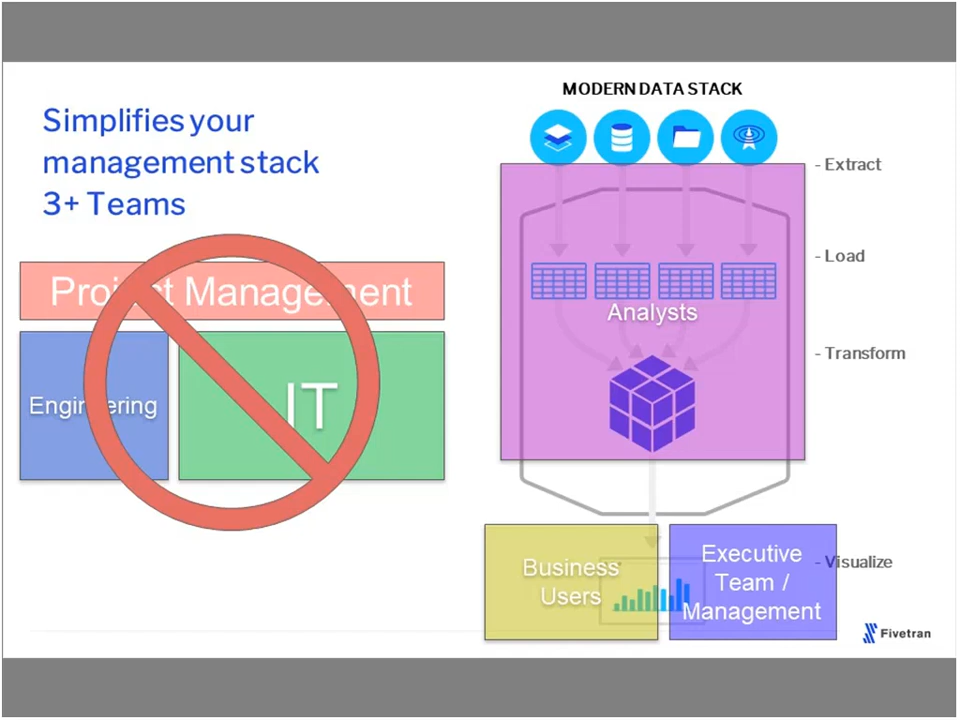 Simplifies your
management stack
3+ Teams
Project Management
Engineering
IT
MODERN DATA STACK
- Extract
- Load
- Transform
- Visualize
Analysts
Business
Users
Executive
Team /
Management
Fivetran